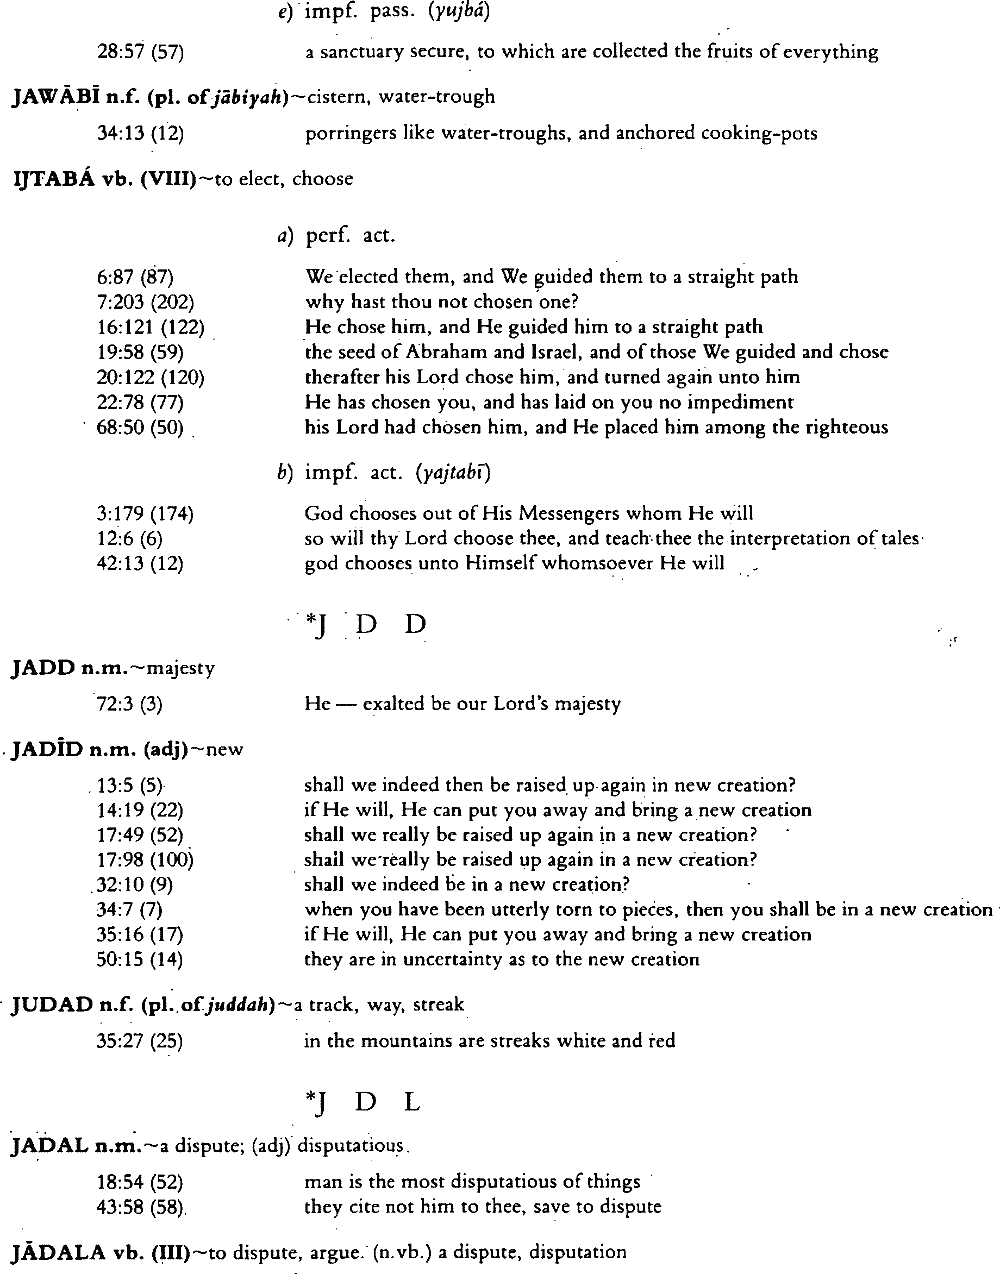 e) impf. pass. (yujbá)
28:57 (57) a sanctuary secure, to which are collected the fruits of everything
JAWĀBĪ n.f. (pl. of jābiyah)~cistern, water-trough
34:13 (12) porringers like water-troughs, and anchored cooking-pots
IJTABÁ vb. (VIII)~to elect, choose
a) perf. act.
6:87 (87) We elected them, and We guided them to a straight path
7:203 (202) why hast thou not chosen one?
16:121 (122) He chose him, and He guided him to a straight path
19:58 (59) the seed of Abraham and Israel, and of those We guided and chose
20:122 (120) therafter his Lord chose him, and turned again unto him
22:78 (77) He has chosen you, and has laid on you no impediment
68:50 (50) his Lord had chosen him, and He placed him among the righteous
b) impf. act. (yajtabī)
3:179 (174) God chooses out of His Messengers whom He will
12:6 (6) so will thy Lord choose thee, and teach thee the interpretation of tales
42:13 (12) god chooses unto Himself whomsoever He will
*J D D
JADD n.m.~majesty
72:3 (3) He — exalted be our Lord's majesty
JADĪD n.m. (adj)~new
13:5 (5) shall we indeed then be raised up again in new creation?
14:19 (22) if He will, He can put you away and bring a new creation
17:49 (52) shall we really be raised up again in a new creation?
17:98 (100) shall we really be raised up again in a new creation?
32:10 (9) shall we indeed be in a new creation?
34:7 (7) when you have been utterly torn to pieces, then you shall be in a new creation
35:16 (17) if He will, He can put you away and bring a new creation
50:15 (14) they are in uncertainty as to the new creation
JUDAD n.f. (pl. of juddah)~a track, way, streak
35:27 (25) in the mountains are streaks white and red
*J D L
JADAL n.m.~a dispute; (adj) disputatious
18:54 (52) man is the most disputatious of things
43:58 (58) they cite not him to thee, save to dispute
JĀDALA vb. (III)~to dispute, argue. (n.vb.) a dispute, disputation